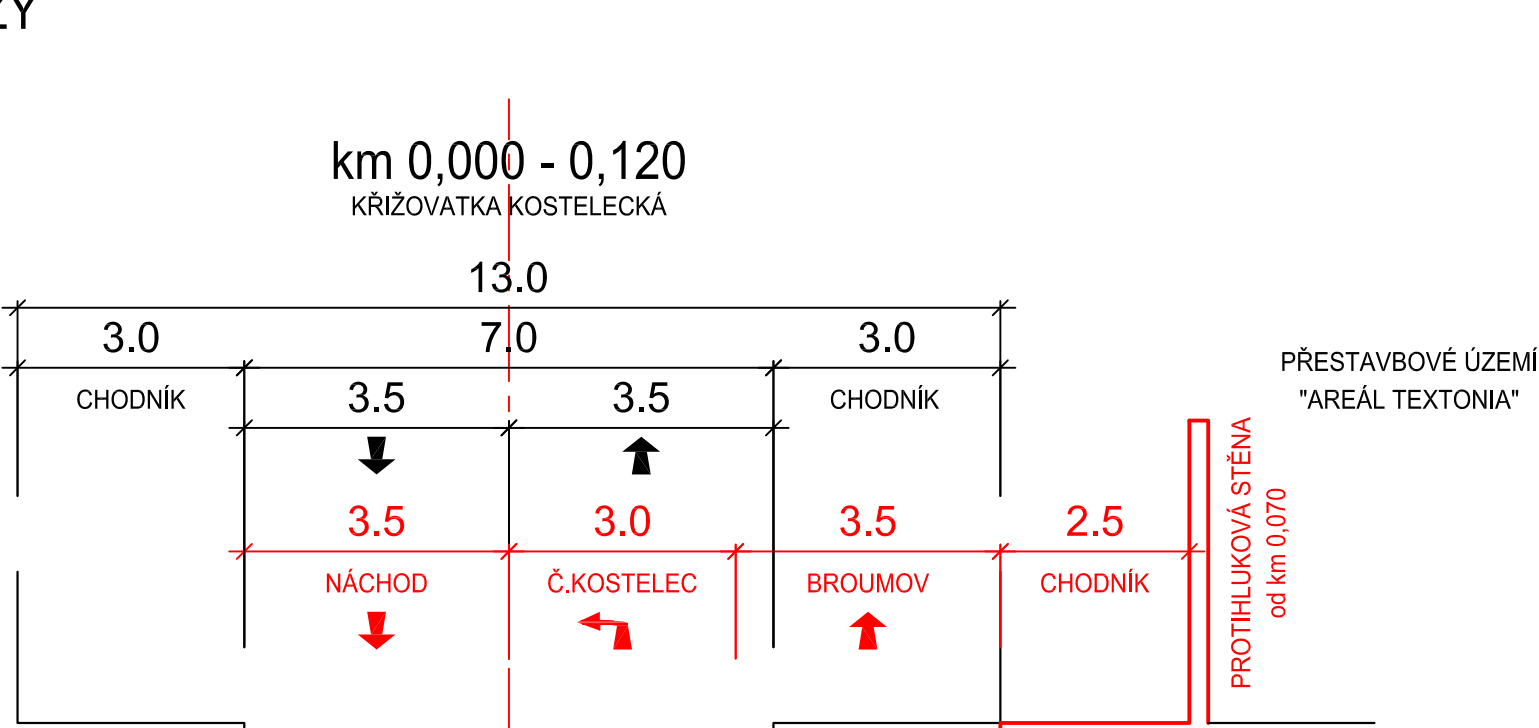 km 0,000 - 0,120
KŘIŽOVATKA KOSTELECKÁ
13.0
3.0 7.0 3.0
CHODNÍK 3.5 3.5 CHODNÍK
PŘESTAVBOVÉ ÚZEMÍ
"AREÁL TEXTONIA"
3.5 3.0 3.5 2.5
NÁCHOD Č.KOSTELEC BROUMOV CHODNÍK
PROTIHLUKOVÁ STĚNA
od km 0,070